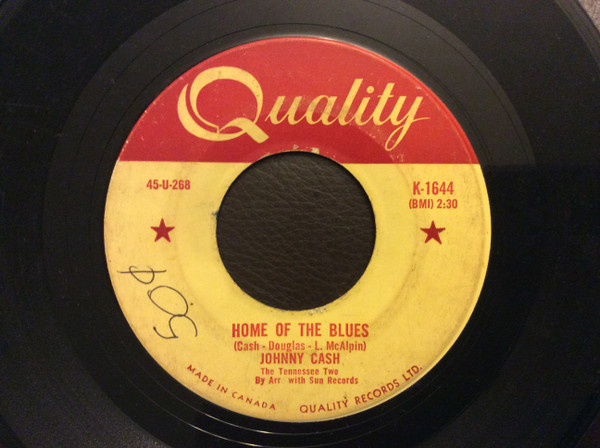 Quality
45-U-268
K-1644
(BMI) 2:30
50¢
HOME OF THE BLUES
(Cash - Douglas - L. McAlpin)
JOHNNY CASH
The Tennessee Two
By Arr with Sun Records
MADE IN CANADA QUALITY RECORDS LTD.